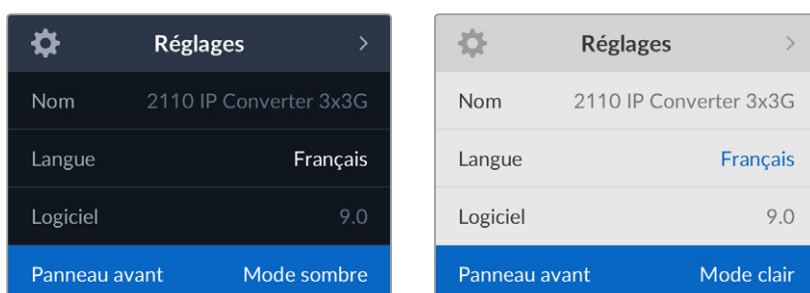 Réglages
Nom 2110 IP Converter 3x3G
Langue Français
Logiciel 9.0
Panneau avant Mode sombre
Réglages
Nom 2110 IP Converter 3x3G
Langue Français
Logiciel 9.0
Panneau avant Mode clair